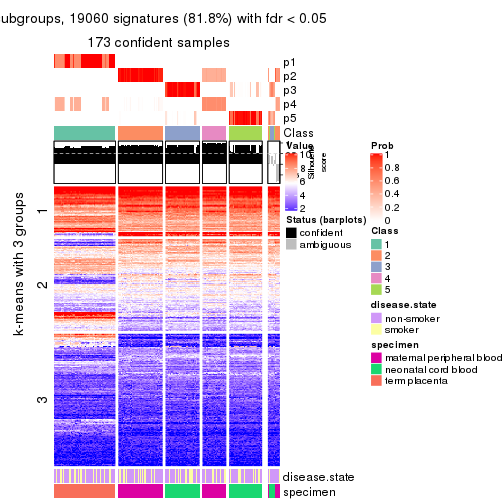 ubgroups, 19060 signatures (81.8%) with fdr < 0.05
173 confident samples
p1
p2
p3
p4
p5
Class
k-means with 3 groups
1
2
3
Value
10
8
6
4
2
Silhouette
score
Status (barplots)
confident
ambiguous
Prob
1
0.8
0.6
0.4
0.2
0
Class
1
2
3
4
5
disease.state
non-smoker
smoker
specimen
maternal peripheral blood
neonatal cord blood
term placenta
disease.state
specimen